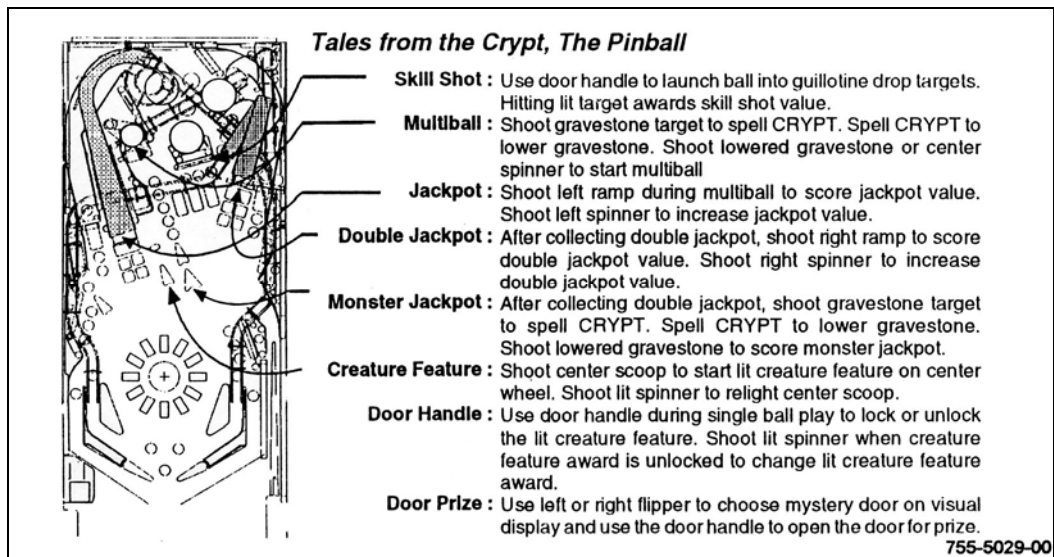 Tales from the Crypt, The Pinball
Skill Shot : Use door handle to launch ball into guillotine drop targets.
Hitting lit target awards skill shot value.
Multiball : Shoot gravestone target to spell CRYPT. Spell CRYPT to
lower gravestone. Shoot lowered gravestone or center
spinner to start multiball
Jackpot : Shoot left ramp during multiball to score jackpot value.
Shoot left spinner to increase jackpot value.
Double Jackpot : After collecting double jackpot, shoot right ramp to score
double jackpot value. Shoot right spinner to increase
double jackpot value.
Monster Jackpot : After collecting double jackpot, shoot gravestone target
to spell CRYPT. Spell CRYPT to lower gravestone.
Shoot lowered gravestone to score monster jackpot.
Creature Feature : Shoot center scoop to start lit creature feature on center
wheel. Shoot lit spinner to relight center scoop.
Door Handle : Use door handle during single ball play to lock or unlock
the lit creature feature. Shoot lit spinner when creature
feature award is unlocked to change lit creature feature
award.
Door Prize : Use left or right flipper to choose mystery door on visual
display and use the door handle to open the door for prize.
755-5029-00